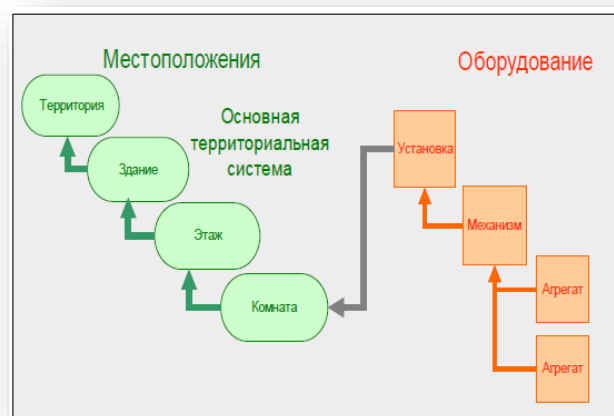 Местоположения
Оборудование
Территория
Основная
территориальная
система
Здание
Установка
Этаж
Механизм
Комната
Агрегат
Агрегат